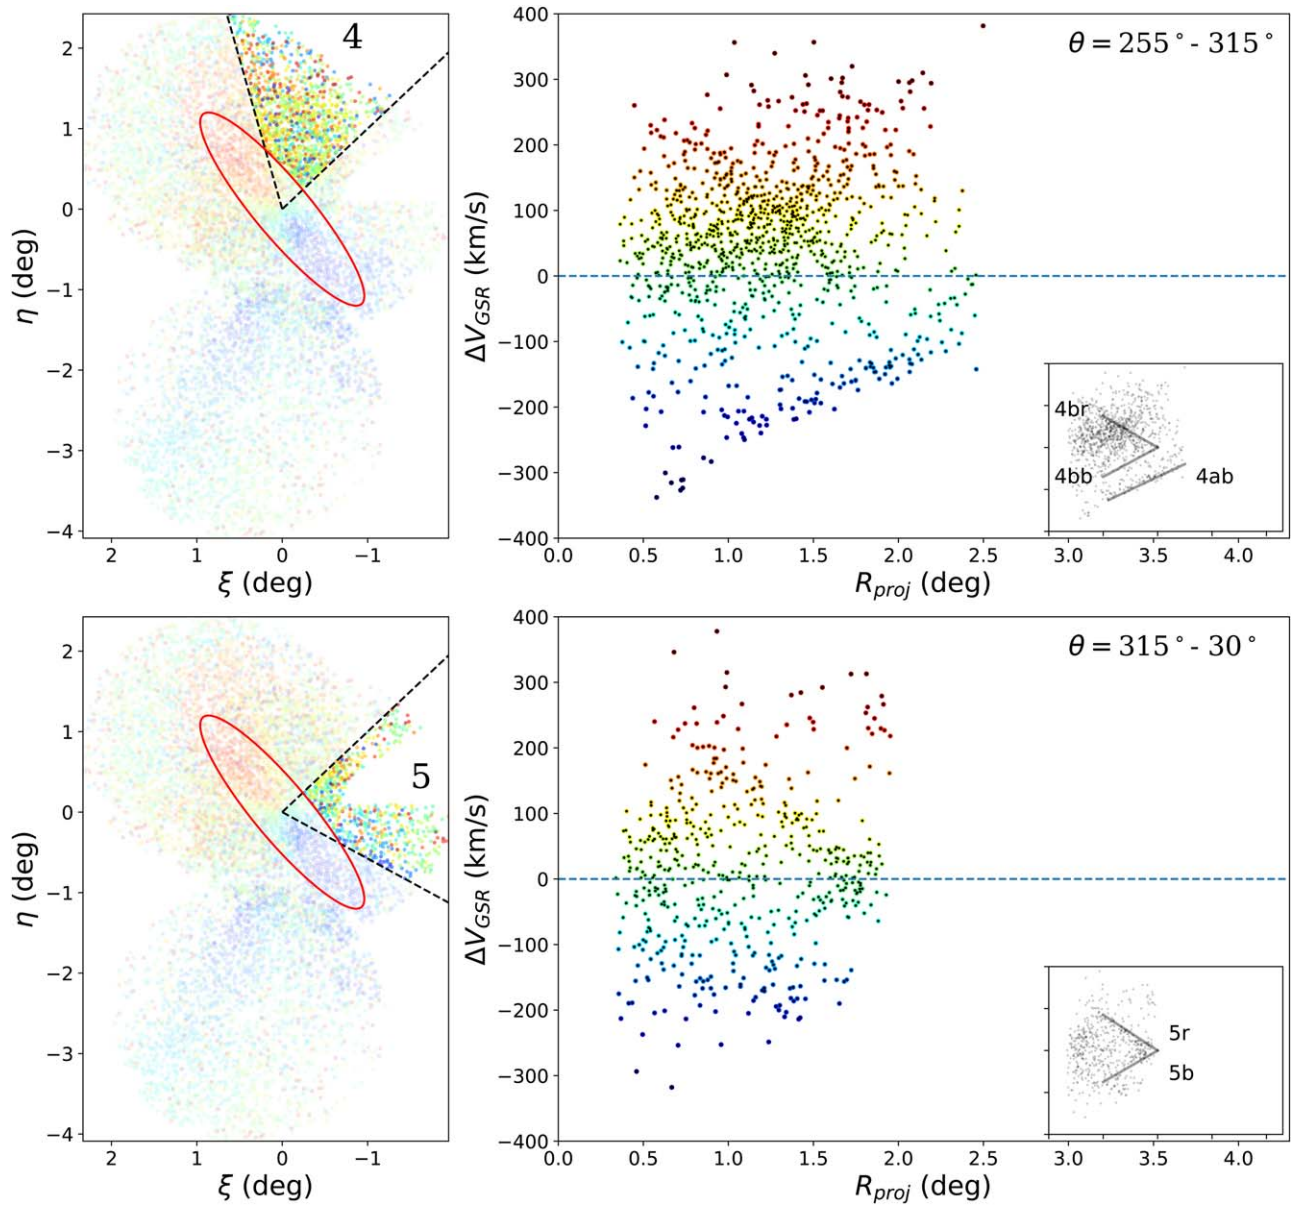 4
2
1
0
−1
−2
−3
−4
η (deg)
2 1 0 −1
ξ (deg)
θ = 255° - 315°
400
300
200
100
0
−100
−200
−300
−400
ΔV_GSR (km/s)
4br
4bb
4ab
0.0 0.5 1.0 1.5 2.0 2.5 3.0 3.5 4.0
R_proj (deg)
5
2
1
0
−1
−2
−3
−4
η (deg)
2 1 0 −1
ξ (deg)
θ = 315° - 30°
400
300
200
100
0
−100
−200
−300
−400
ΔV_GSR (km/s)
5r
5b
0.0 0.5 1.0 1.5 2.0 2.5 3.0 3.5 4.0
R_proj (deg)